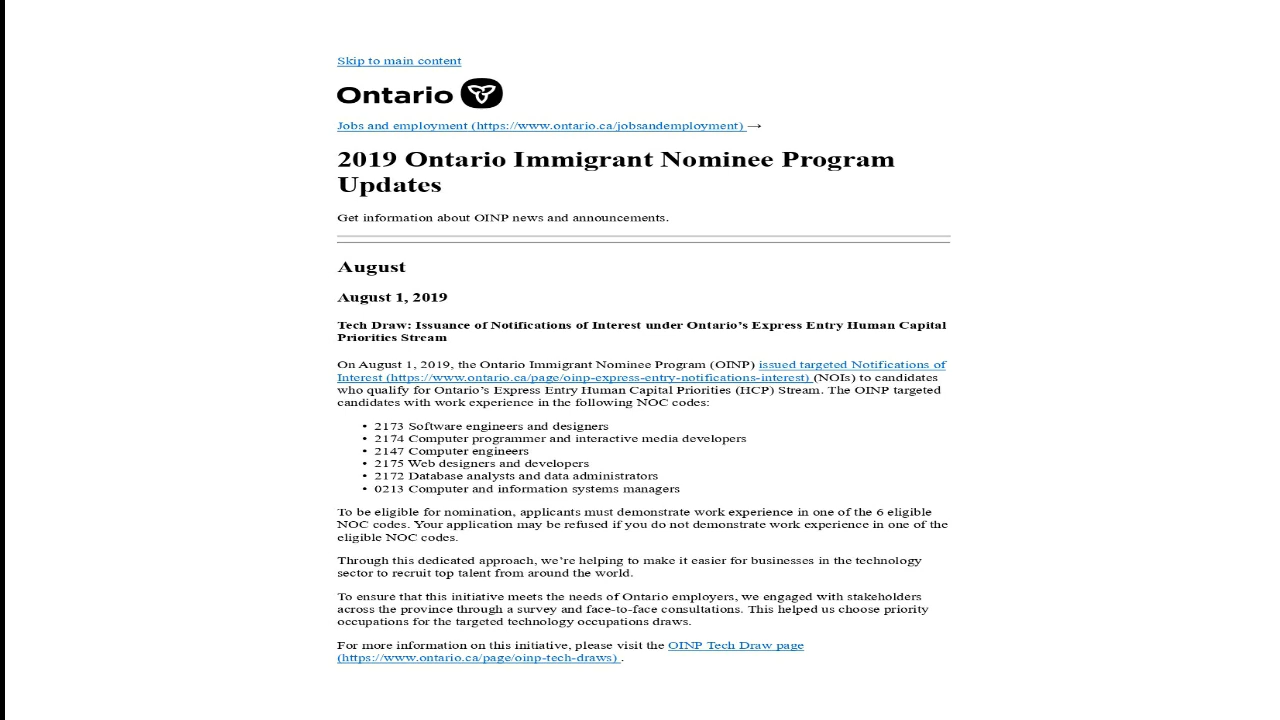 Skip to main content
Ontario
Jobs and employment (https://www.ontario.ca/jobsandemployment) →
2019 Ontario Immigrant Nominee Program
Updates
Get information about OINP news and announcements.
August
August 1, 2019
Tech Draw: Issuance of Notifications of Interest under Ontario’s Express Entry Human Capital
Priorities Stream
On August 1, 2019, the Ontario Immigrant Nominee Program (OINP) issued targeted Notifications of
Interest (https://www.ontario.ca/page/oinp-express-entry-notifications-interest) (NOIs) to candidates
who qualify for Ontario’s Express Entry Human Capital Priorities (HCP) Stream. The OINP targeted
candidates with work experience in the following NOC codes:
• 2173 Software engineers and designers
• 2174 Computer programmer and interactive media developers
• 2147 Computer engineers
• 2175 Web designers and developers
• 2172 Database analysts and data administrators
• 0213 Computer and information systems managers
To be eligible for nomination, applicants must demonstrate work experience in one of the 6 eligible
NOC codes. Your application may be refused if you do not demonstrate work experience in one of the
eligible NOC codes.
Through this dedicated approach, we’re helping to make it easier for businesses in the technology
sector to recruit top talent from around the world.
To ensure that this initiative meets the needs of Ontario employers, we engaged with stakeholders
across the province through a survey and face-to-face consultations. This helped us choose priority
occupations for the targeted technology occupations draws.
For more information on this initiative, please visit the OINP Tech Draw page
(https://www.ontario.ca/page/oinp-tech-draws) .